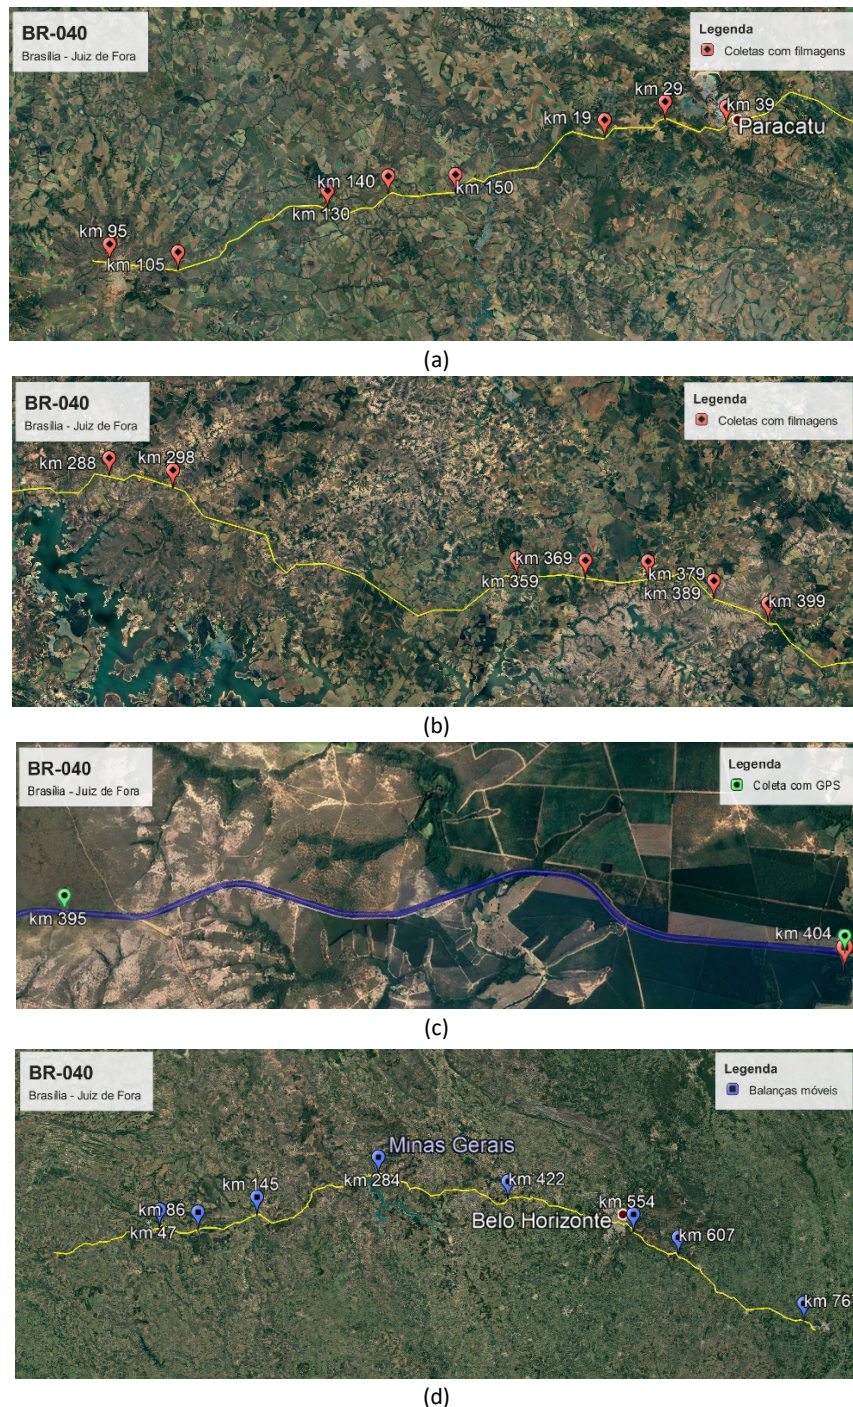 BR-040
Brasília - Juiz de Fora
Legenda
Coletas com filmagens
km 29
km 19
km 39
Paracatu
km 140
km 150
km 130
km 95
km 105
(a)
BR-040
Brasília - Juiz de Fora
Legenda
Coletas com filmagens
km 288
km 298
km 369
km 359
km 379
km 389
km 399
(b)
BR-040
Brasília - Juiz de Fora
Legenda
Coleta com GPS
km 395
km 404
(c)
BR-040
Brasília - Juiz de Fora
Legenda
Balanças móveis
Minas Gerais
km 284
km 145
km 422
km 86
km 47
km 554
Belo Horizonte
km 607
km 767
(d)